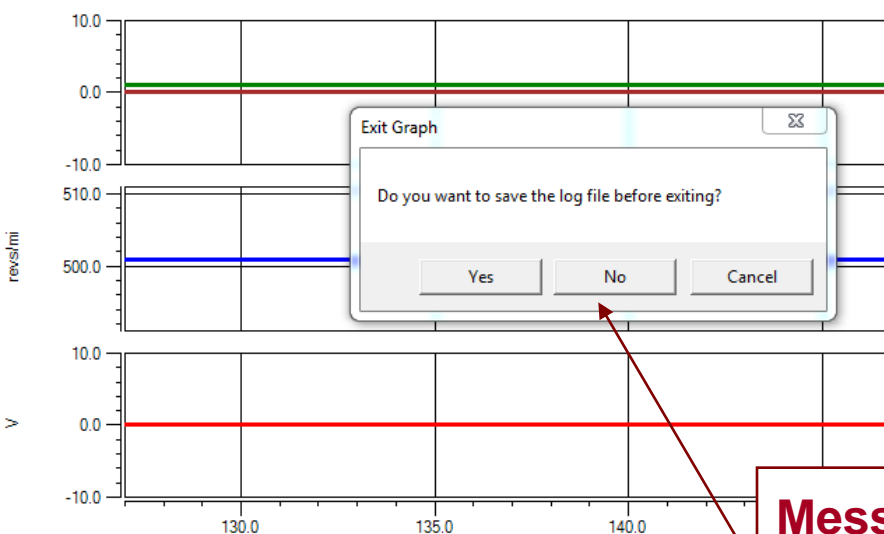 10.0
0.0
-10.0
Exit Graph
Do you want to save the log file before exiting?
Yes No Cancel
510.0
500.0
revs/mi
10.0
0.0
-10.0
V
130.0 135.0 140.0
Mess